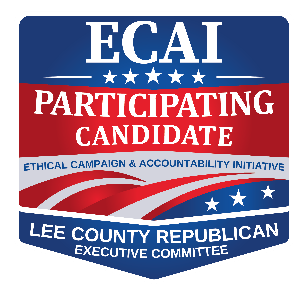 ECAI
PARTICIPATING
CANDIDATE
ETHICAL CAMPAIGN & ACCOUNTABILITY INITIATIVE
LEE COUNTY REPUBLICAN
EXECUTIVE COMMITTEE